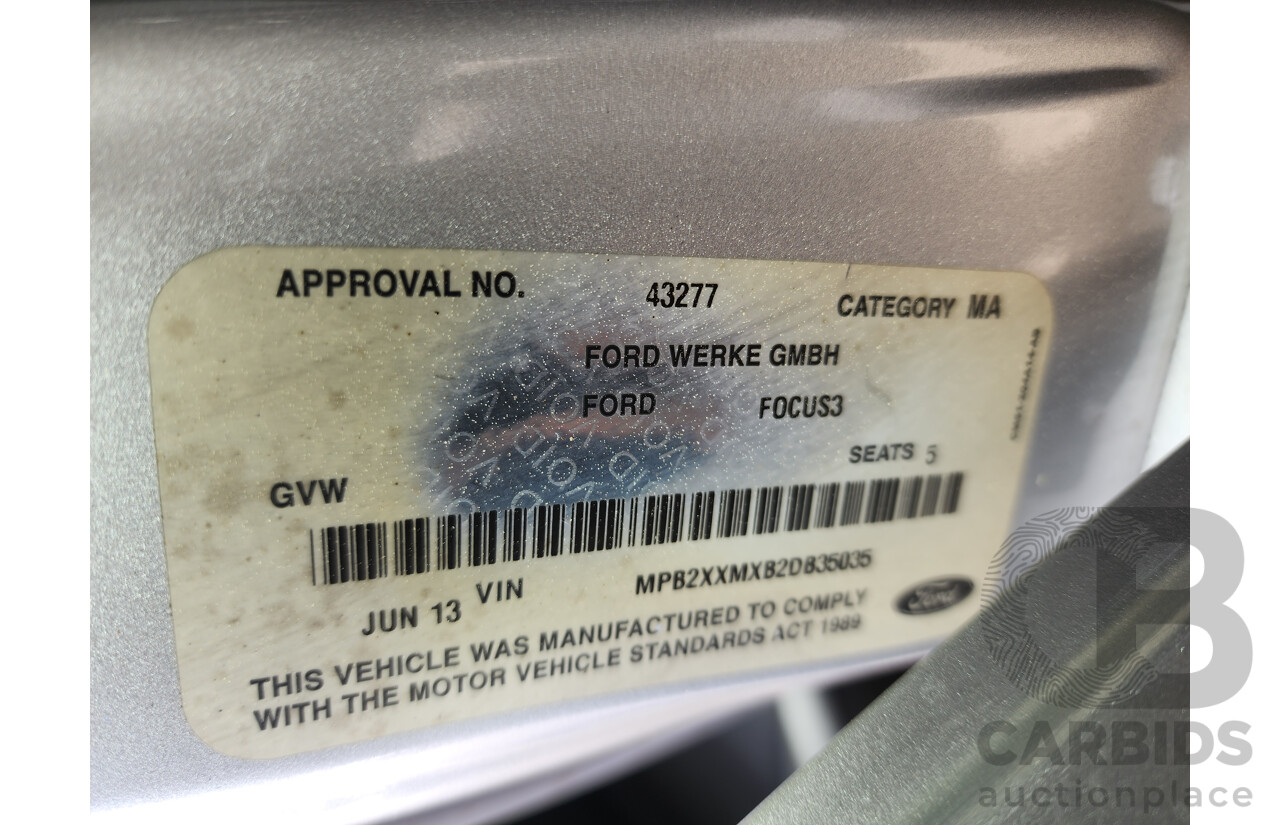 APPROVAL NO. 43277 CATEGORY MA
FORD WERKE GMBH
FORD FOCUS3
SEATS 5
GVW
JUN 13 VIN MPB2XXMXB2DB35035
Ford
THIS VEHICLE WAS MANUFACTURED TO COMPLY
WITH THE MOTOR VEHICLE STANDARDS ACT 1989
VOID
CARBIDS
auctionplace